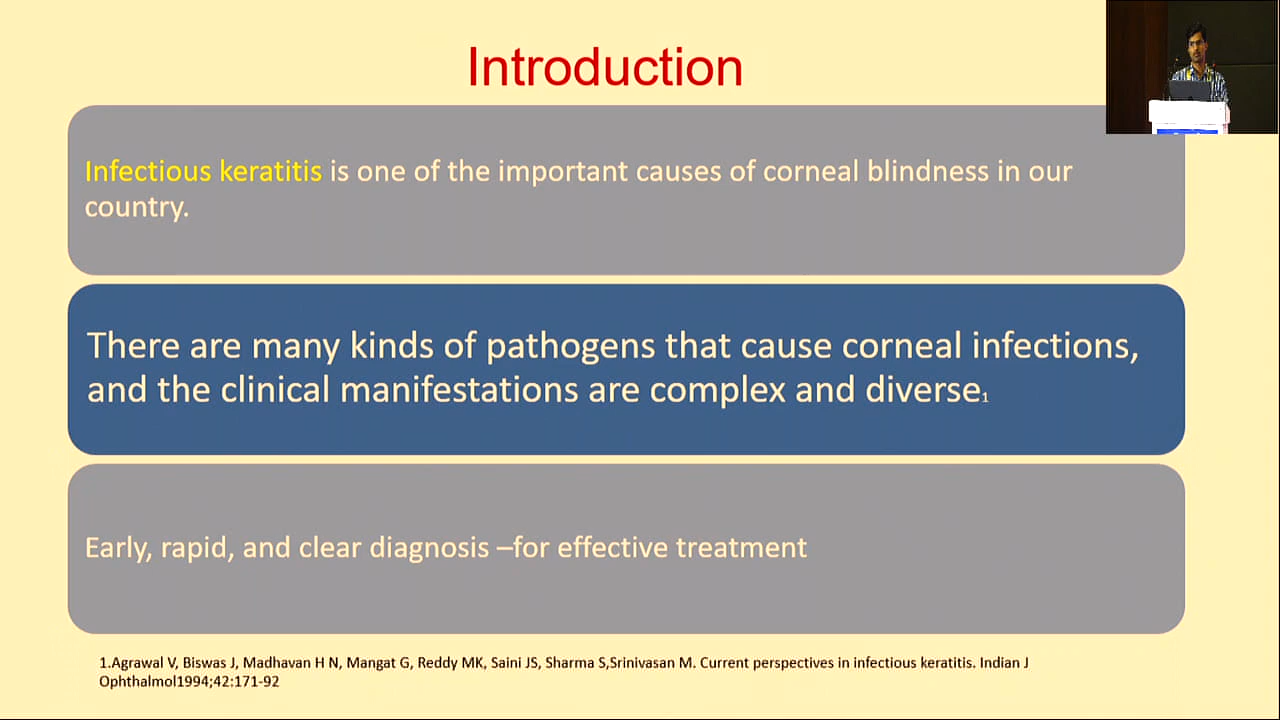 Introduction
Infectious keratitis is one of the important causes of corneal blindness in our
country.
There are many kinds of pathogens that cause corneal infections,
and the clinical manifestations are complex and diverse1
Early, rapid, and clear diagnosis –for effective treatment
1.Agrawal V, Biswas J, Madhavan H N, Mangat G, Reddy MK, Saini JS, Sharma S,Srinivasan M. Current perspectives in infectious keratitis. Indian J
Ophthalmol1994;42:171-92